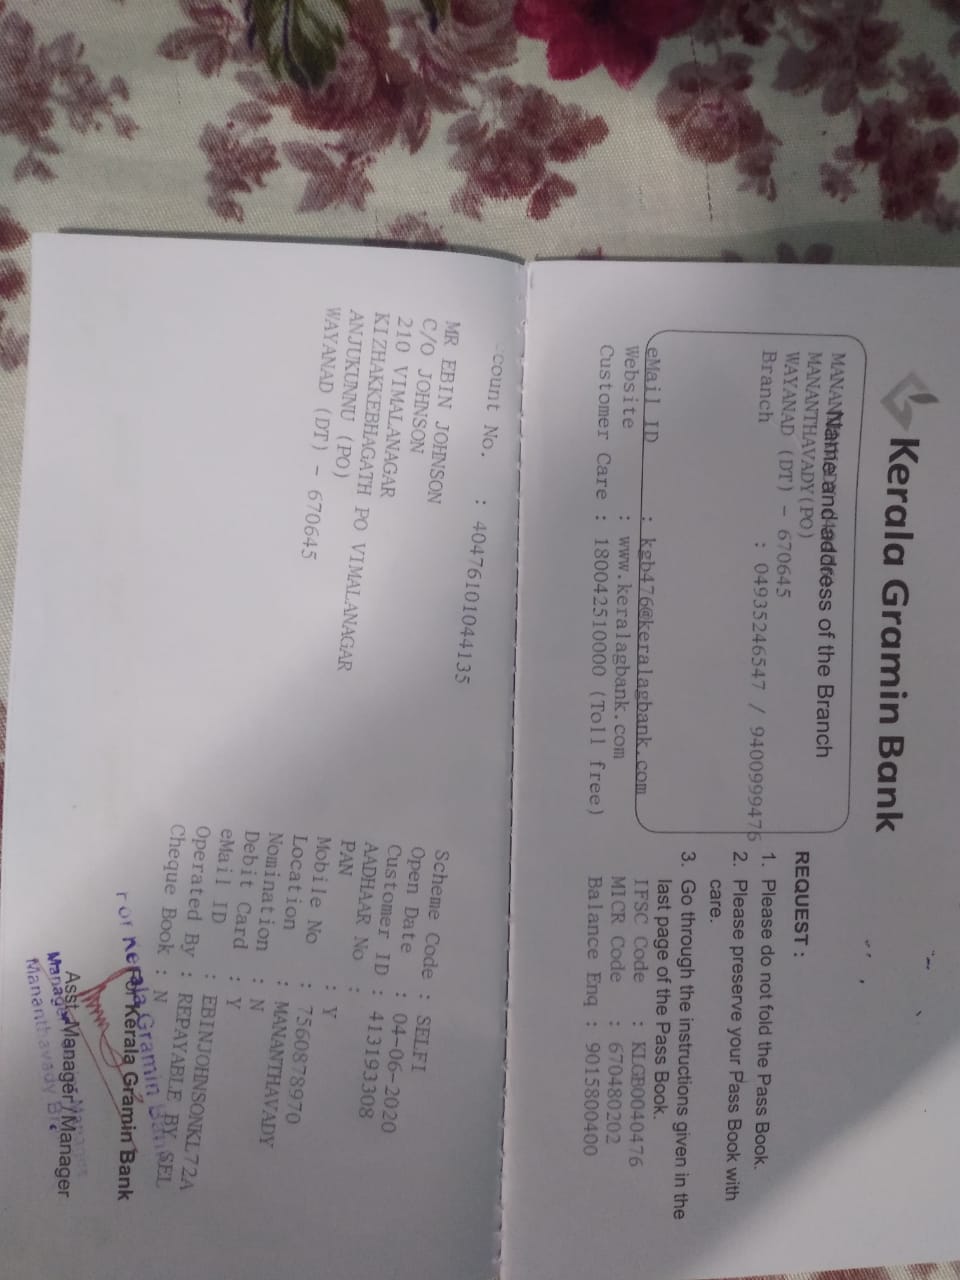 Kerala Gramin Bank
Name and address of the Branch
MANANTHAVADY(PO)
WAYANAD (DT) - 670645
Branch : 04935246547 / 9400999476
eMail ID : kgb476@keralagbank.com
Website : www.keralagbank.com
Customer Care : 180042510000 (Toll free)
REQUEST :
1. Please do not fold the Pass Book.
2. Please preserve your Pass Book with
care.
3. Go through the instructions given in the
last page of the Pass Book.
IFSC Code : KLGB0040476
MICR Code : 670480202
Balance Enq : 9015800400
count No. : 40476101044135
MR EBIN JOHNSON
C/O JOHNSON
210 VIMALANAGAR
KIZHAKKEBHAGATH PO VIMALANAGAR
ANJUKUNNU (PO)
WAYANAD (DT) - 670645
Scheme Code : SELFI
Open Date : 04-06-2020
Customer ID : 413193308
AADHAAR No :
PAN : Y
Mobile No : 7560878970
Location : MANANTHAVADY
Nomination : N
Debit Card : Y
eMail ID : EBINJOHNSONKL72A
Operated By : REPAYABLE BY SEL
Cheque Book : N
For Kerala Gramin Bank
For Kerala Gramin Bank
Asst. Manager / Manager
Mananthavady Br.